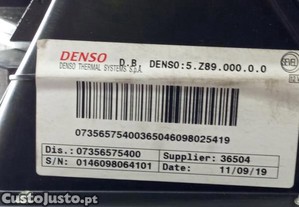 DENSO
DENSO THERMAL SYSTEMS S.p.A.
D.B. DENSO:5.Z89.000.0.0
SEVEL
07356575400365046098025419
Dis.: 07356575400 Supplier: 36504
S/N: 0146098064101 11/09/19
CustoJusto.pt